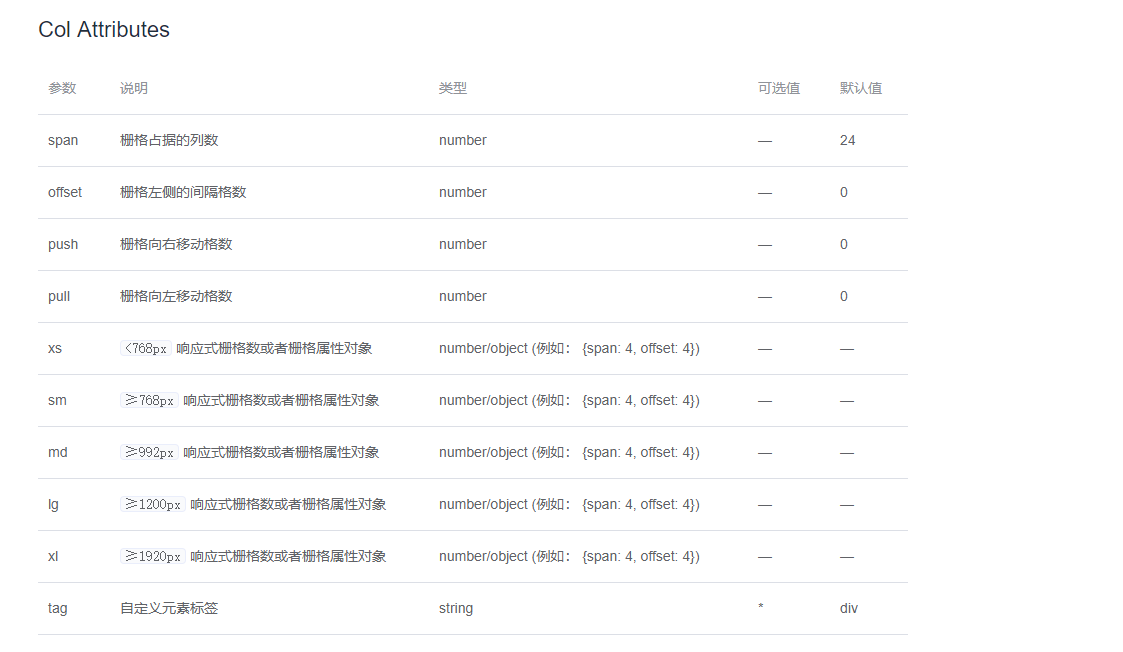 Col Attributes
参数 说明 类型 可选值 默认值
span 栅格占据的列数 number — 24
offset 栅格左侧的间隔格数 number — 0
push 栅格向右移动格数 number — 0
pull 栅格向左移动格数 number — 0
xs <768px 响应式栅格数或者栅格属性对象 number/object (例如： {span: 4, offset: 4}) — —
sm ≥768px 响应式栅格数或者栅格属性对象 number/object (例如： {span: 4, offset: 4}) — —
md ≥992px 响应式栅格数或者栅格属性对象 number/object (例如： {span: 4, offset: 4}) — —
lg ≥1200px 响应式栅格数或者栅格属性对象 number/object (例如： {span: 4, offset: 4}) — —
xl ≥1920px 响应式栅格数或者栅格属性对象 number/object (例如： {span: 4, offset: 4}) — —
tag 自定义元素标签 string * div